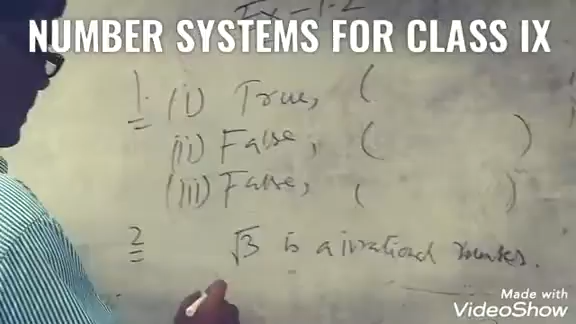 Ex-1.2
NUMBER SYSTEMS FOR CLASS IX
1. (i) True, (
(ii) False, ( )
(iii) False, ( )
2 √3 is a irrational number.
Made with
VideoShow